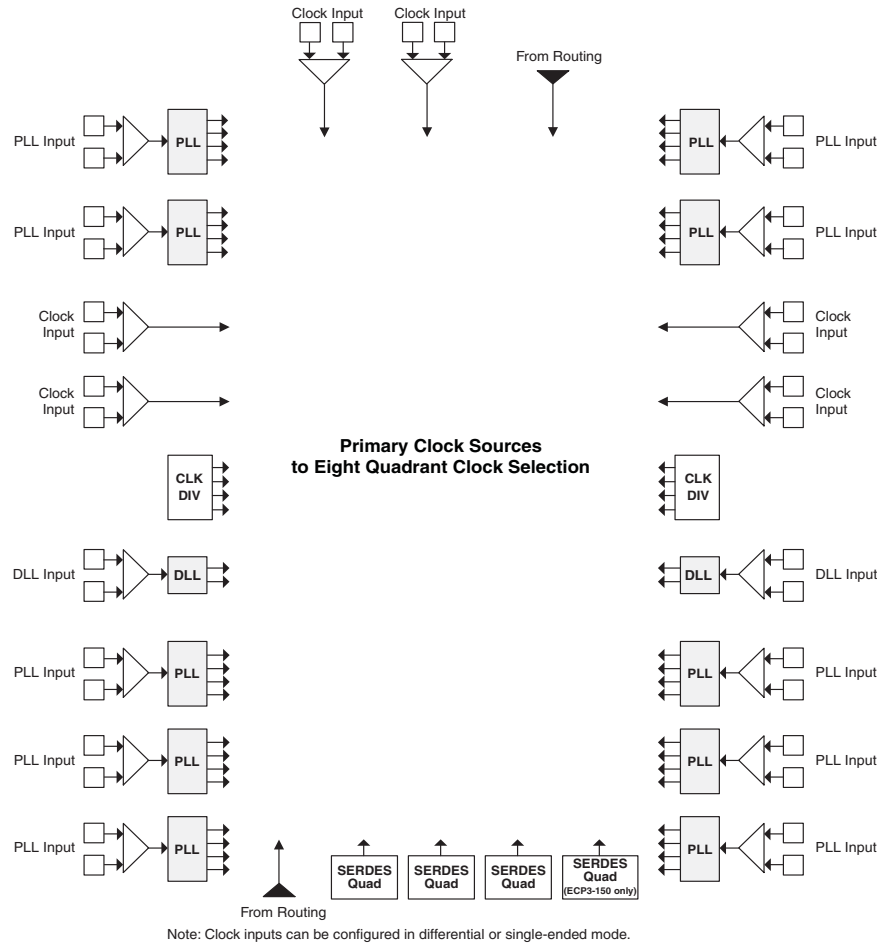 Clock Input Clock Input
From Routing
PLL Input PLL PLL PLL Input
PLL Input PLL PLL PLL Input
Clock Input Clock Input
Clock Input Clock Input
Primary Clock Sources
to Eight Quadrant Clock Selection
CLK DIV CLK DIV
DLL Input DLL DLL DLL Input
PLL Input PLL PLL PLL Input
PLL Input PLL PLL PLL Input
PLL Input PLL PLL PLL Input
SERDES Quad SERDES Quad SERDES Quad SERDES Quad (ECP3-150 only)
From Routing
Note: Clock inputs can be configured in differential or single-ended mode.